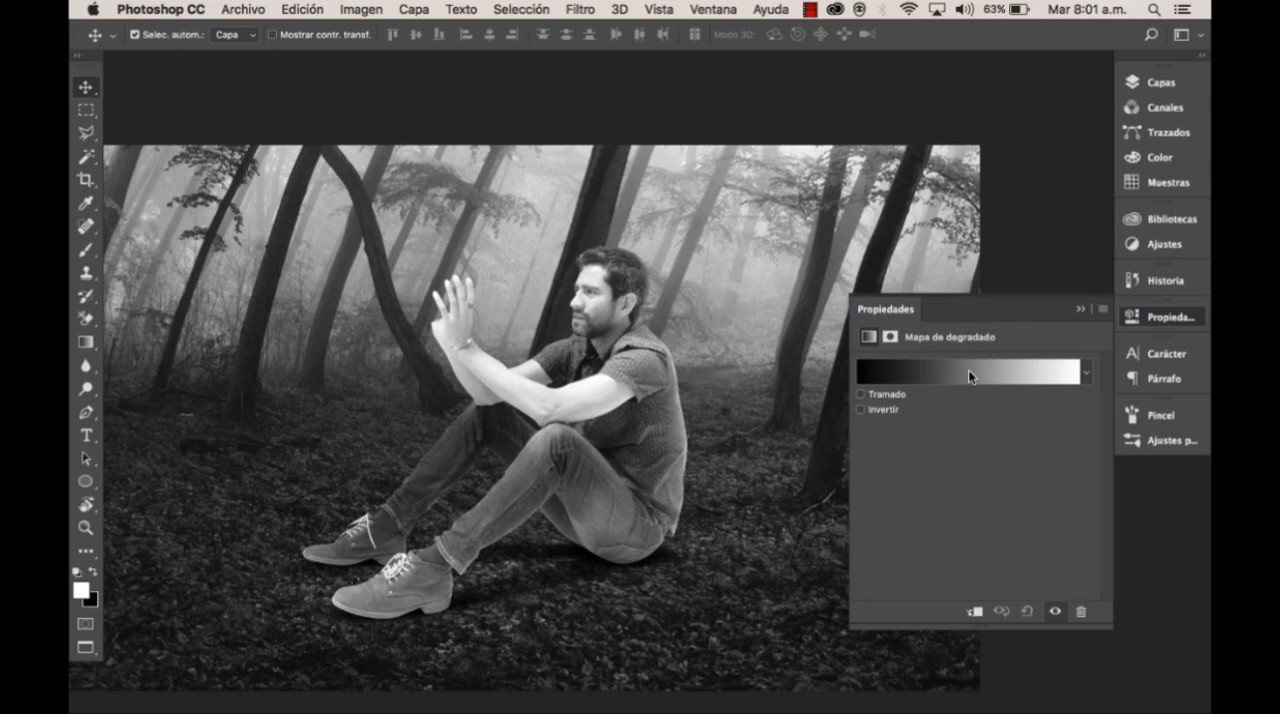 Photoshop CC Archivo Edición Imagen Capa Texto Selección Filtro 3D Vista Ventana Ayuda 63% Mar 8:01 a.m.
Selec. autom.: Capa Mostrar contr. transf. Modo 3D:
Capas
Canales
Trazados
Color
Muestras
Bibliotecas
Ajustes
Historia
Propieda...
Carácter
Párrafo
Pincel
Ajustes p...
Propiedades
Mapa de degradado
Tramado
Invertir